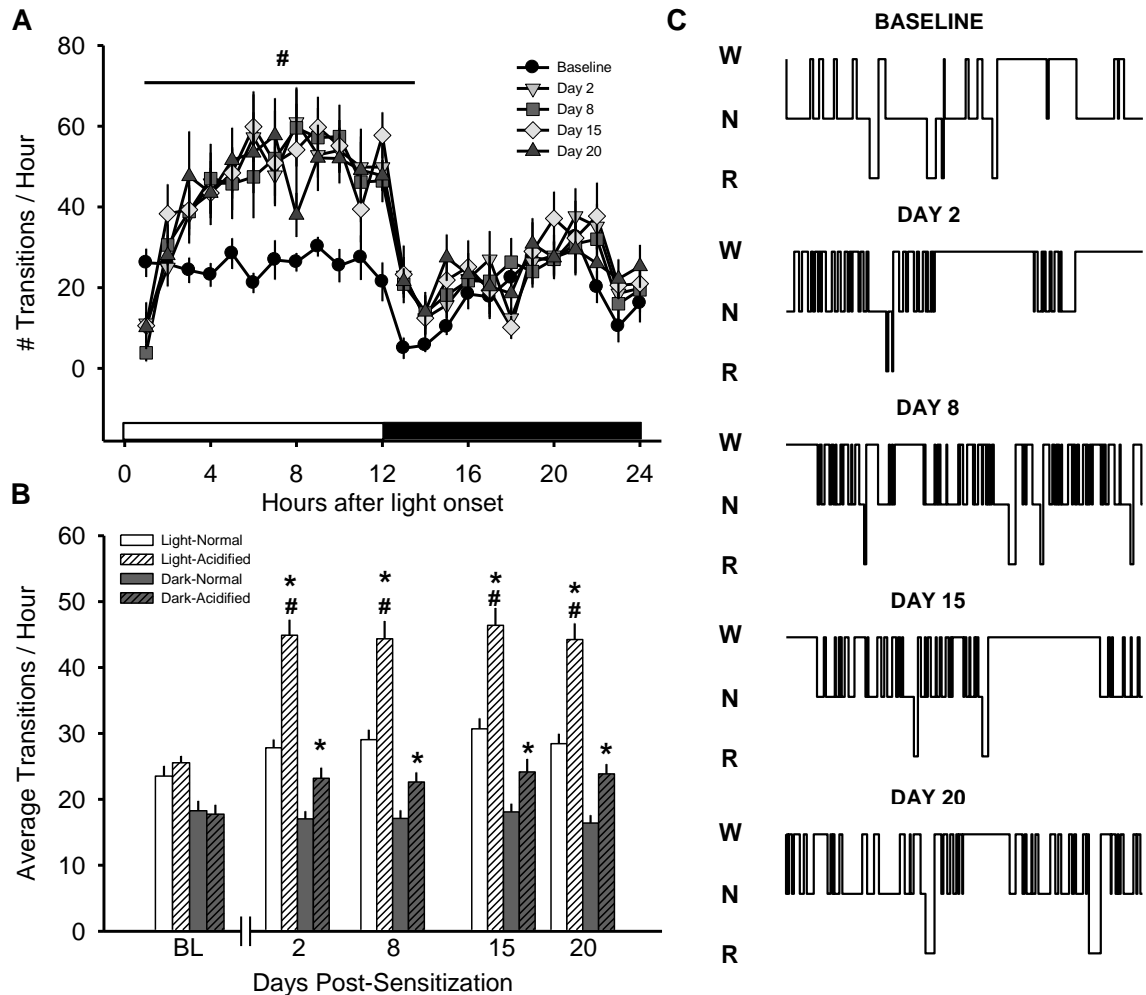 A
# Transitions / Hour
80
60
40
20
0
#
Baseline
Day 2
Day 8
Day 15
Day 20
0 4 8 12 16 20 24
Hours after light onset
B
Average Transitions / Hour
60
50
40
30
20
10
0
Light-Normal
Light-Acidified
Dark-Normal
Dark-Acidified
* * * *
# # # #
* * * *
BL 2 8 15 20
Days Post-Sensitization
C
BASELINE
W
N
R
DAY 2
W
N
R
DAY 8
W
N
R
DAY 15
W
N
R
DAY 20
W
N
R